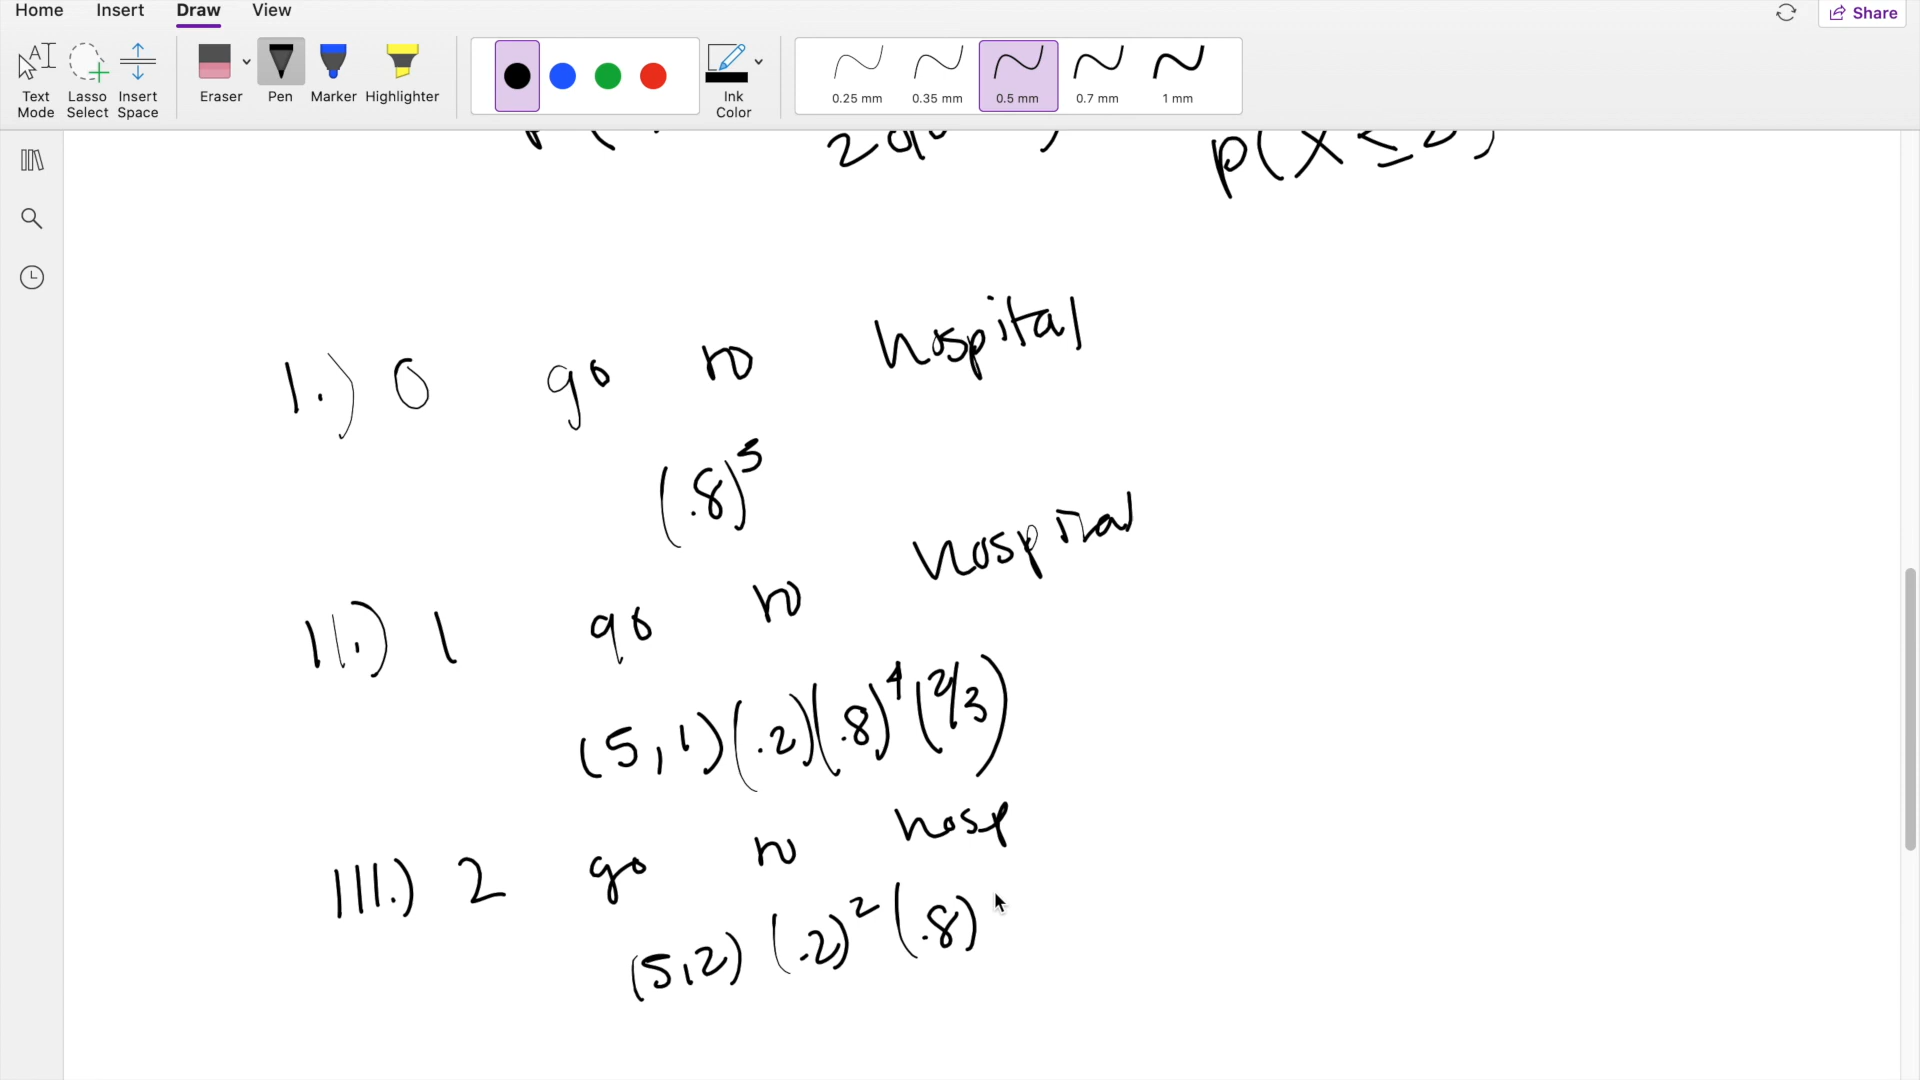 Home Insert Draw View Share
Text Mode Lasso Select Insert Space Eraser Pen Marker Highlighter Ink Color 0.25 mm 0.35 mm 0.5 mm 0.7 mm 1 mm
p(X ≤
1.) 0 go to hospital
(.8)^5
11.) 1 go to hospital
(5,1)(.2)(.8)^4(2/3)
111.) 2 go to hosp
(5,2)(.2)^2(.8)